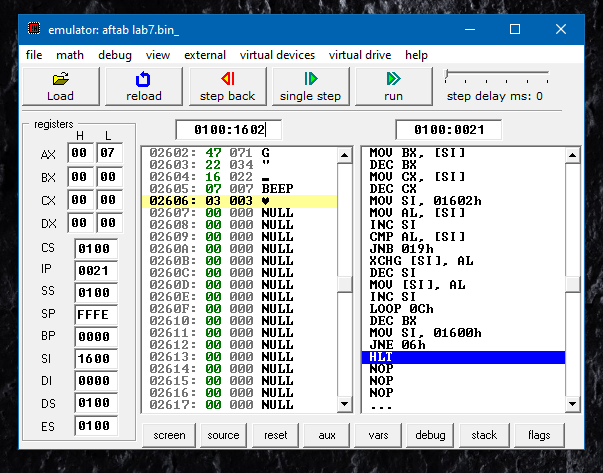 emulator: aftab lab7.bin_
file math debug view external virtual devices virtual drive help
Load reload step back single step run step delay ms: 0
registers
H L
AX 00 07
BX 00 00
CX 00 00
DX 00 00
CS 0100
IP 0021
SS 0100
SP FFFE
BP 0000
SI 1600
DI 0000
DS 0100
ES 0100
0100:1602
02602: 47 071 G
02603: 22 034 "
02604: 16 022 ▬
02605: 07 007 BEEP
02606: 03 003 ♥
02607: 00 000 NULL
02608: 00 000 NULL
02609: 00 000 NULL
0260A: 00 000 NULL
0260B: 00 000 NULL
0260C: 00 000 NULL
0260D: 00 000 NULL
0260E: 00 000 NULL
0260F: 00 000 NULL
02610: 00 000 NULL
02611: 00 000 NULL
02612: 00 000 NULL
02613: 00 000 NULL
02614: 00 000 NULL
02615: 00 000 NULL
02616: 00 000 NULL
02617: 00 000 NULL
0100:0021
MOV BX, [SI]
DEC BX
MOV CX, [SI]
DEC CX
MOV SI, 01602h
MOV AL, [SI]
INC SI
CMP AL, [SI]
JNB 019h
XCHG [SI], AL
DEC SI
MOV [SI], AL
INC SI
LOOP 0Ch
DEC BX
MOV SI, 01600h
JNE 06h
HLT
NOP
NOP
NOP
...
screen source reset aux vars debug stack flags